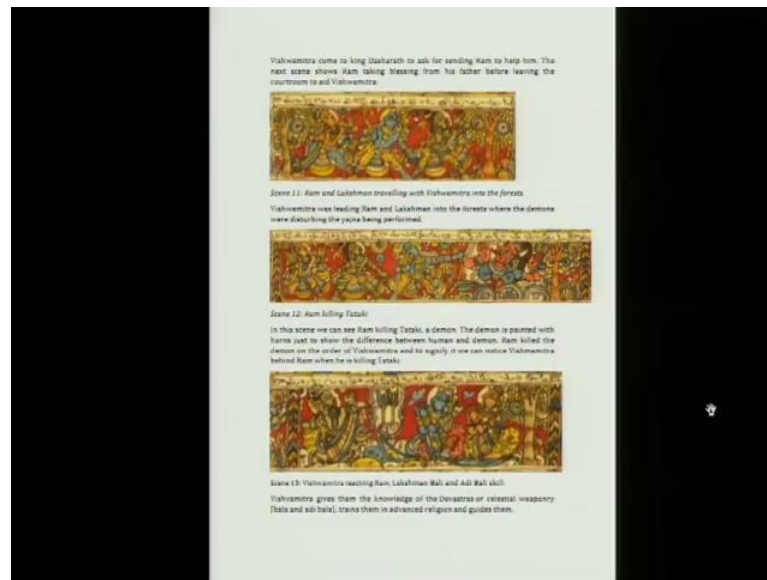 Vishwamitra come to king Dasharath to ask for sending Ram to help him. The
next scene shows Ram taking blessing from his father before leaving the
courtroom to aid Vishwamitra.
Scene 11: Ram and Lakshman travelling with Vishwamitra into the forests.
Vishwamitra was leading Ram and Lakshman into the forests where the demons
were disturbing the yajna being performed.
Scene 12: Ram killing Tataki
In this scene we can see Ram killing Tataki, a demon. The demon is painted with
horns just to show the difference between human and demon. Ram killed the
demon on the order of Vishwamitra and to signify it we can notice Vishwamitra
behind Ram when he is killing Tataki.
Scene 13: Vishwamitra teaching Ram, Lakshman Bali and Adi Bali skill.
Vishvamitra gives them the knowledge of the Devastras or celestial weaponry
[bala and adi bala], trains them in advanced religion and guides them.